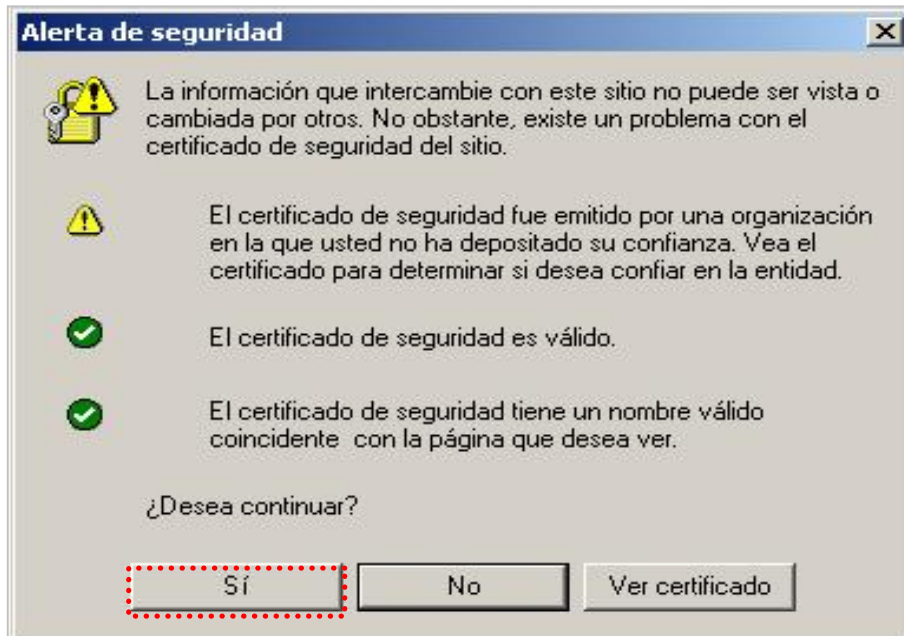 Alerta de seguridad
La información que intercambie con este sitio no puede ser vista o
cambiada por otros. No obstante, existe un problema con el
certificado de seguridad del sitio.
El certificado de seguridad fue emitido por una organización
en la que usted no ha depositado su confianza. Vea el
certificado para determinar si desea confiar en la entidad.
El certificado de seguridad es válido.
El certificado de seguridad tiene un nombre válido
coincidente con la página que desea ver.
¿Desea continuar?
Sí No Ver certificado